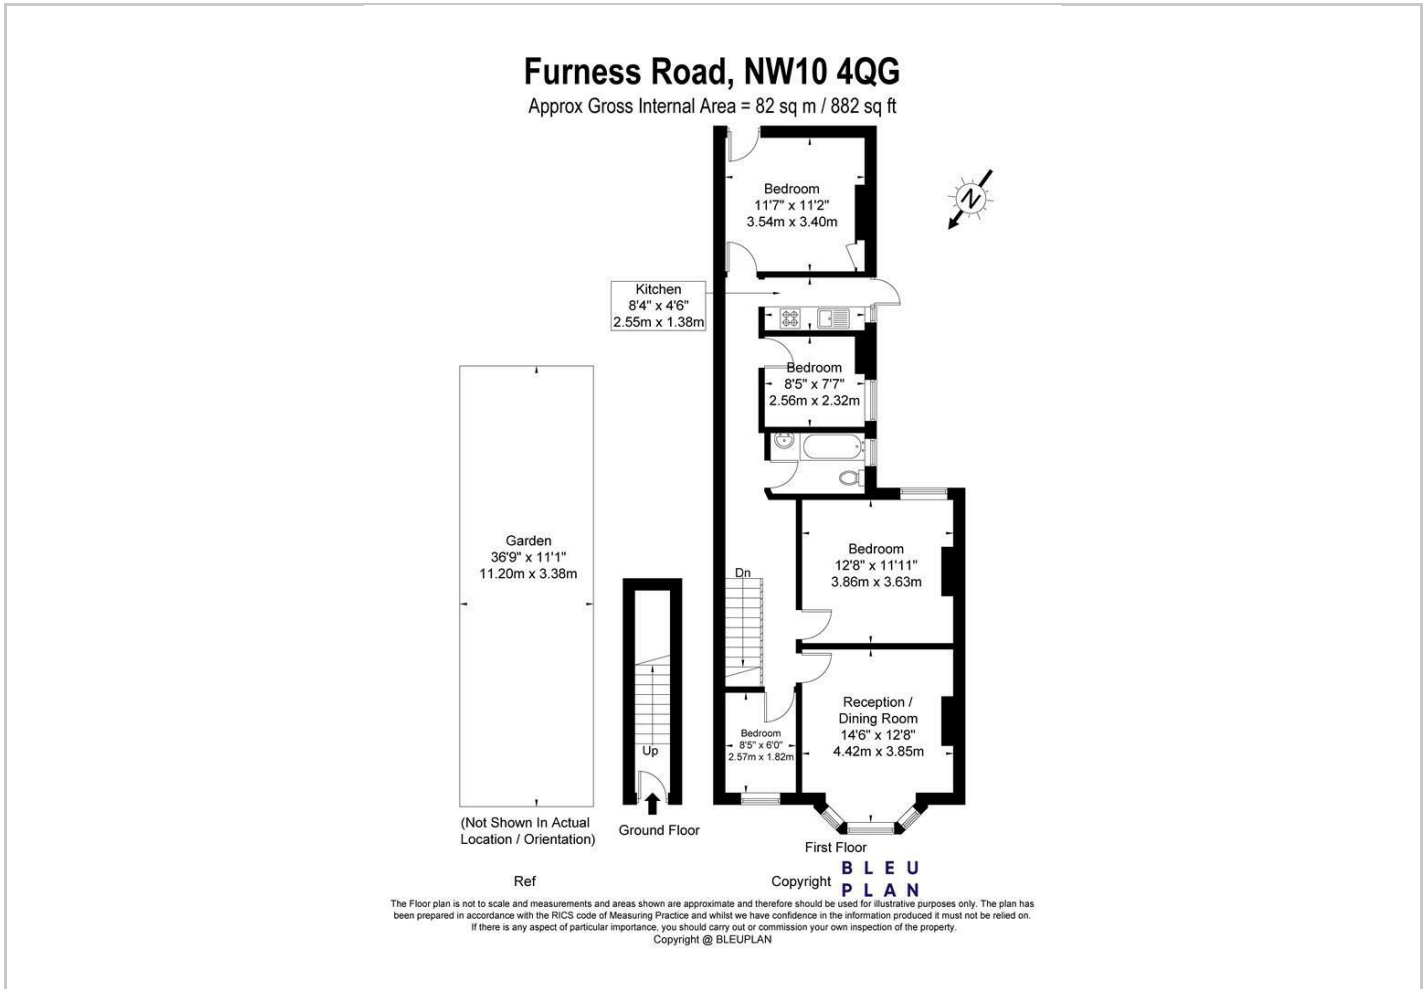 Furness Road, NW10 4QG
Approx Gross Internal Area = 82 sq m / 882 sq ft
Bedroom
11'7" x 11'2"
3.54m x 3.40m
N
Kitchen
8'4" x 4'6"
2.55m x 1.38m
Bedroom
8'5" x 7'7"
2.56m x 2.32m
Garden
36'9" x 11'1"
11.20m x 3.38m
Bedroom
12'8" x 11'11"
3.86m x 3.63m
Dn
Reception /
Dining Room
14'6" x 12'8"
4.42m x 3.85m
Bedroom
8'5" x 6'0"
2.57m x 1.82m
Up
(Not Shown In Actual
Location / Orientation)
Ground Floor
First Floor
Ref
Copyright
BLEU
PLAN
The Floor plan is not to scale and measurements and areas shown are approximate and therefore should be used for illustrative purposes only. The plan has
been prepared in accordance with the RICS code of Measuring Practice and whilst we have confidence in the information produced it must not be relied on.
If there is any aspect of particular importance, you should carry out or commission your own inspection of the property.
Copyright @ BLEUPLAN